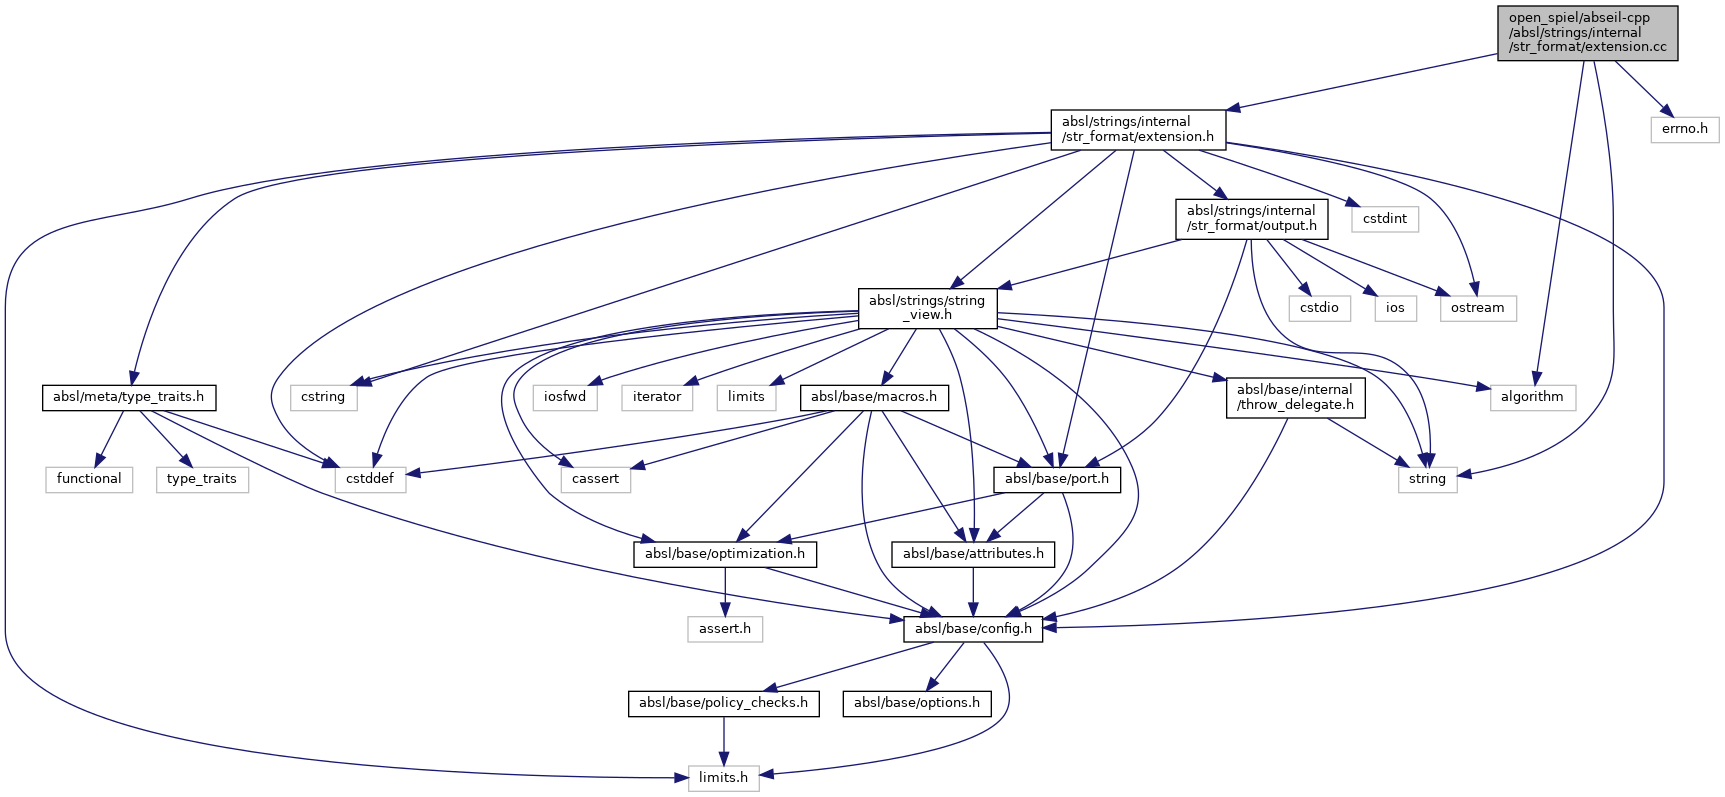 open_spiel/abseil-cpp
/absl/strings/internal
/str_format/extension.cc
absl/strings/internal
/str_format/extension.h
errno.h
absl/strings/internal
/str_format/output.h
cstdint
absl/strings/string
_view.h
cstdio
ios
ostream
absl/meta/type_traits.h
cstring
iosfwd
iterator
limits
absl/base/macros.h
absl/base/internal
/throw_delegate.h
algorithm
functional
type_traits
cstddef
cassert
absl/base/port.h
string
absl/base/optimization.h
absl/base/attributes.h
assert.h
absl/base/config.h
absl/base/policy_checks.h
absl/base/options.h
limits.h